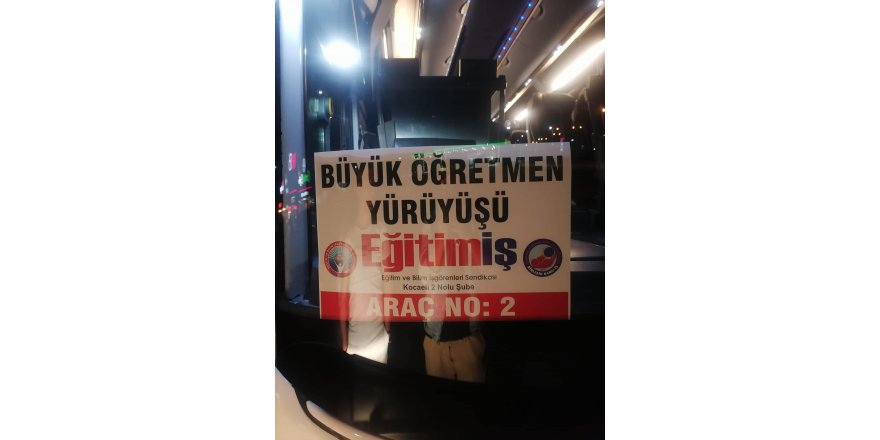 BÜYÜK ÖĞRETMEN
YÜRÜYÜŞÜ
Eğitimiş
Eğitim ve Bilim İşgörenleri Sendikası
Kocaeli 2 Nolu Şube
ARAÇ NO: 2